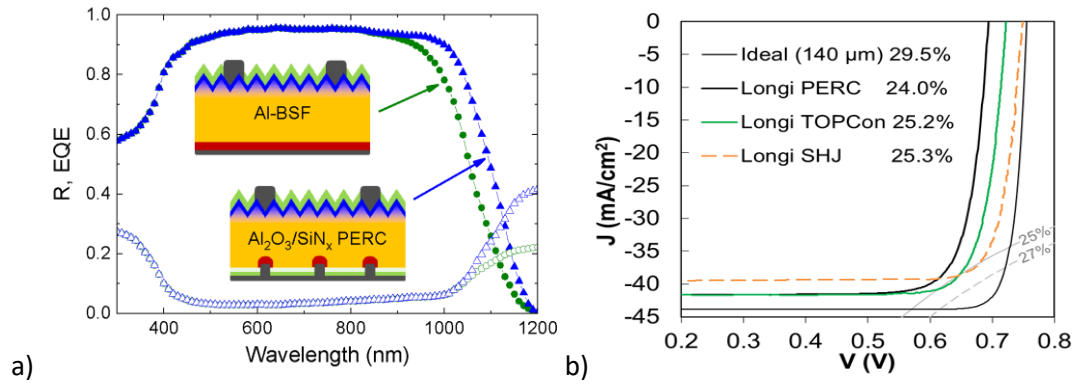 R, EQE
1.0
0.8
0.6
0.4
0.2
0.0
Al-BSF
Al₂O₃/SiNₓ PERC
400 600 800 1000 1200
Wavelength (nm)
a)
J (mA/cm²)
0
-5
-10
-15
-20
-25
-30
-35
-40
-45
Ideal (140 µm) 29.5%
Longi PERC 24.0%
Longi TOPCon 25.2%
Longi SHJ 25.3%
25%
27%
0.2 0.3 0.4 0.5 0.6 0.7 0.8
V (V)
b)